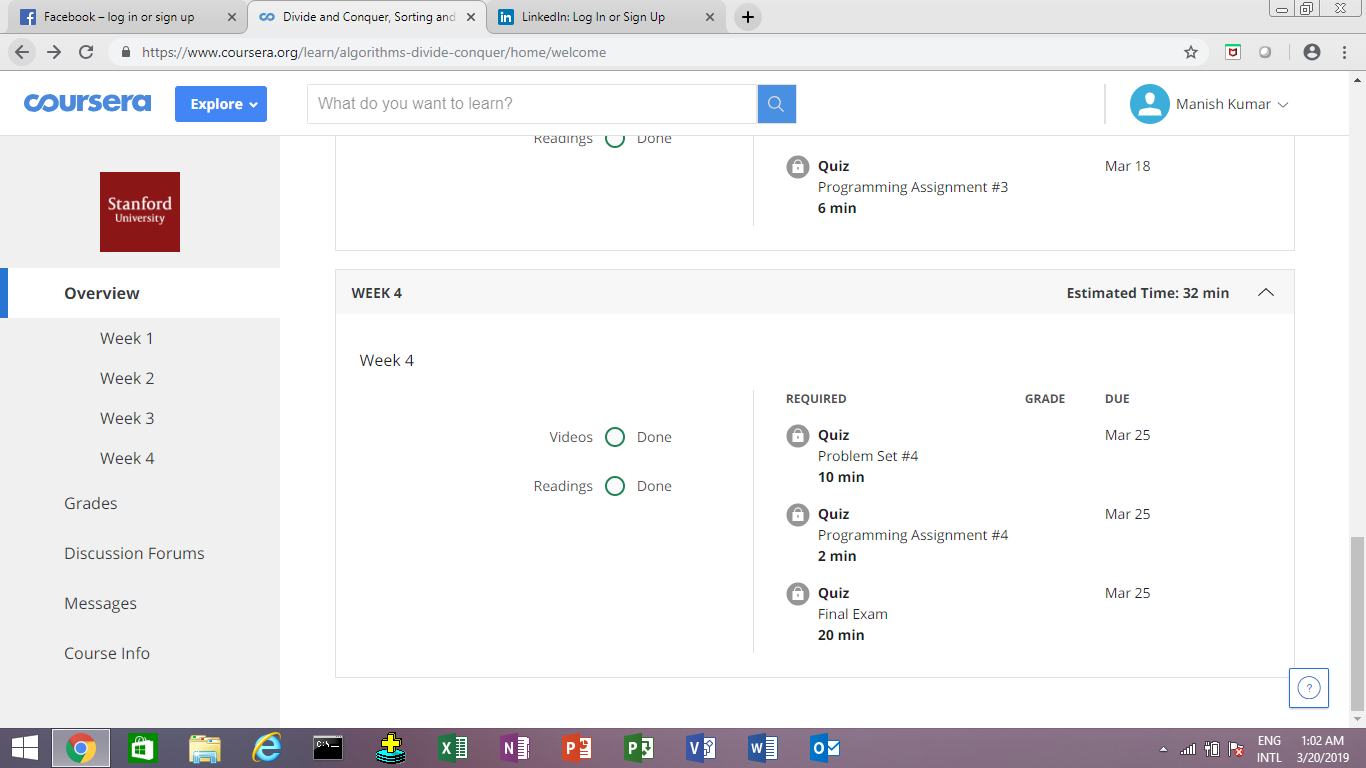 Facebook – log in or sign up
Divide and Conquer, Sorting and
LinkedIn: Log In or Sign Up
https://www.coursera.org/learn/algorithms-divide-conquer/home/welcome
coursera
Explore
What do you want to learn?
Manish Kumar
Stanford
University
Overview
Week 1
Week 2
Week 3
Week 4
Grades
Discussion Forums
Messages
Course Info
Readings Done
Quiz Mar 18
Programming Assignment #3
6 min
WEEK 4 Estimated Time: 32 min
Week 4
Videos Done
Readings Done
REQUIRED GRADE DUE
Quiz Mar 25
Problem Set #4
10 min
Quiz Mar 25
Programming Assignment #4
2 min
Quiz Mar 25
Final Exam
20 min
?
ENG 1:02 AM
INTL 3/20/2019